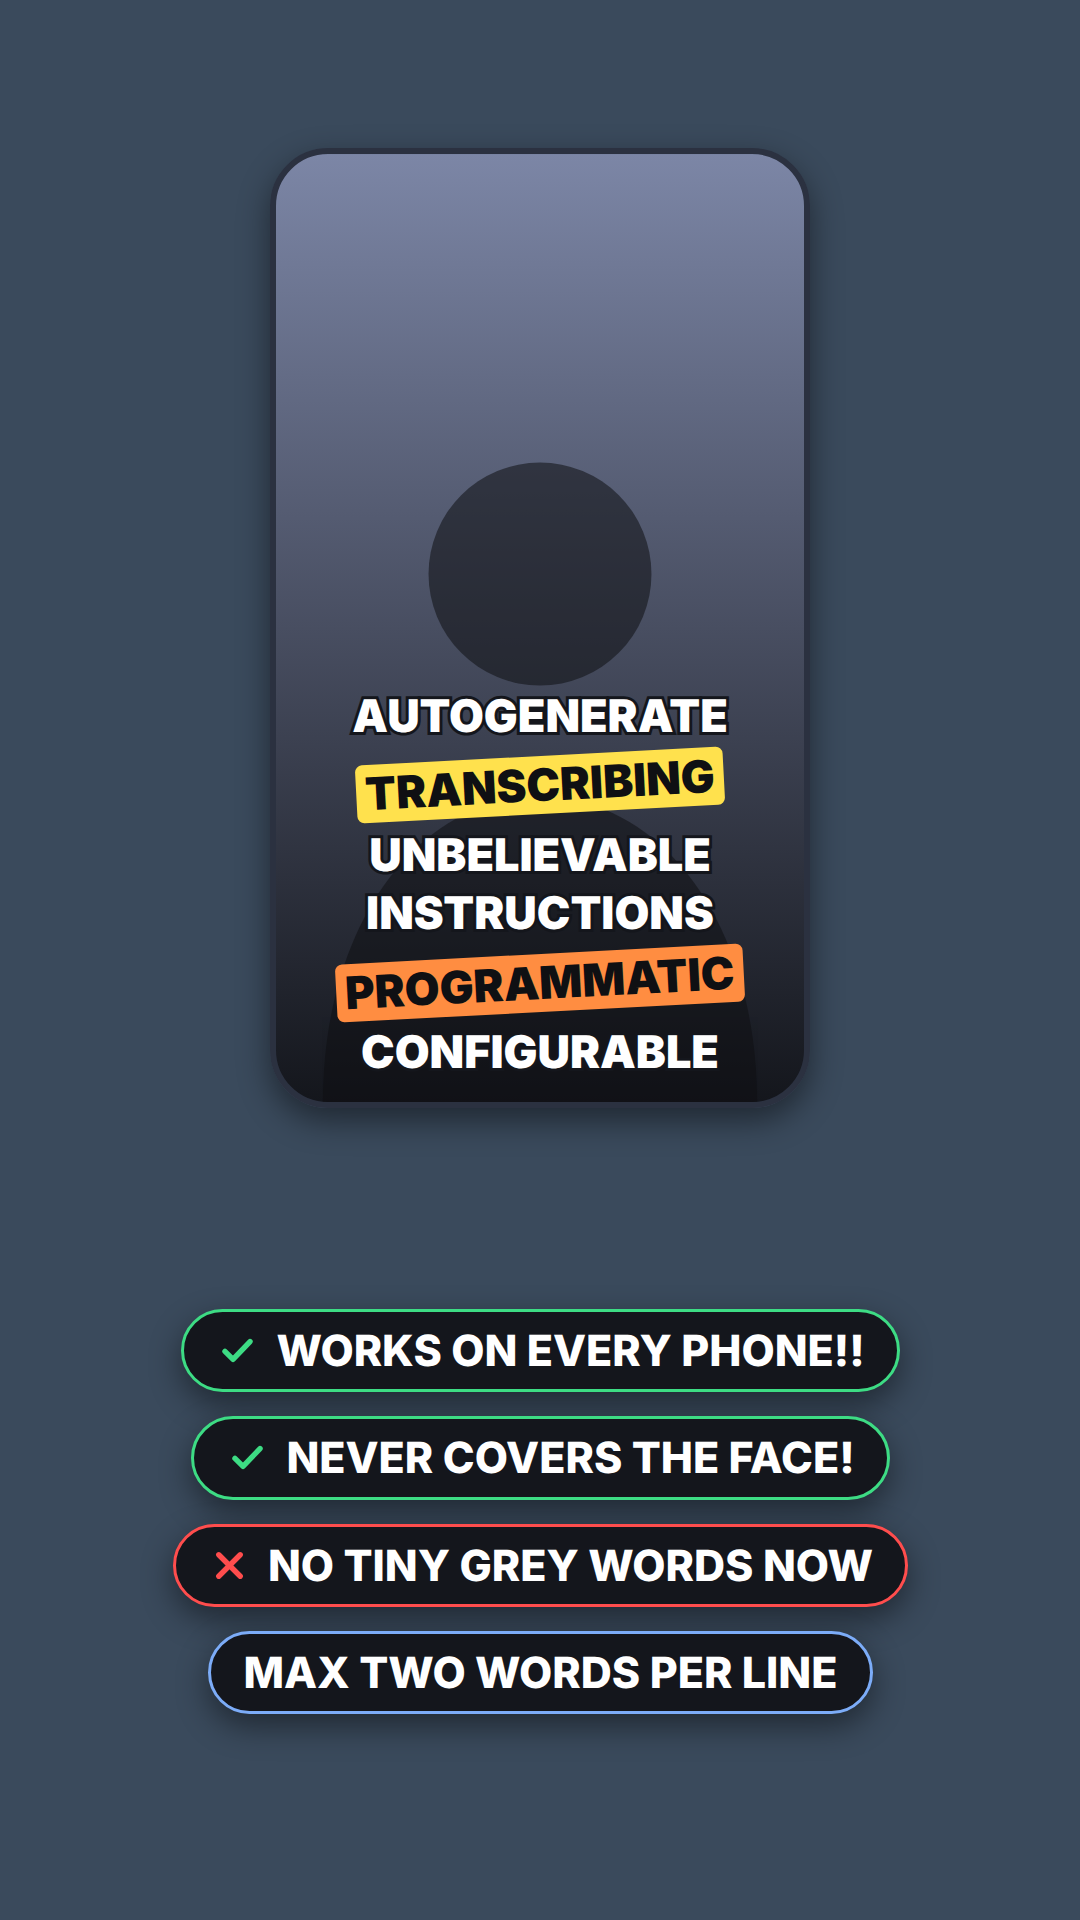 AUTOGENERATE
TRANSCRIBING
UNBELIEVABLE
INSTRUCTIONS
PROGRAMMATIC
CONFIGURABLE
WORKS ON EVERY PHONE!!
NEVER COVERS THE FACE!
NO TINY GREY WORDS NOW
MAX TWO WORDS PER LINE